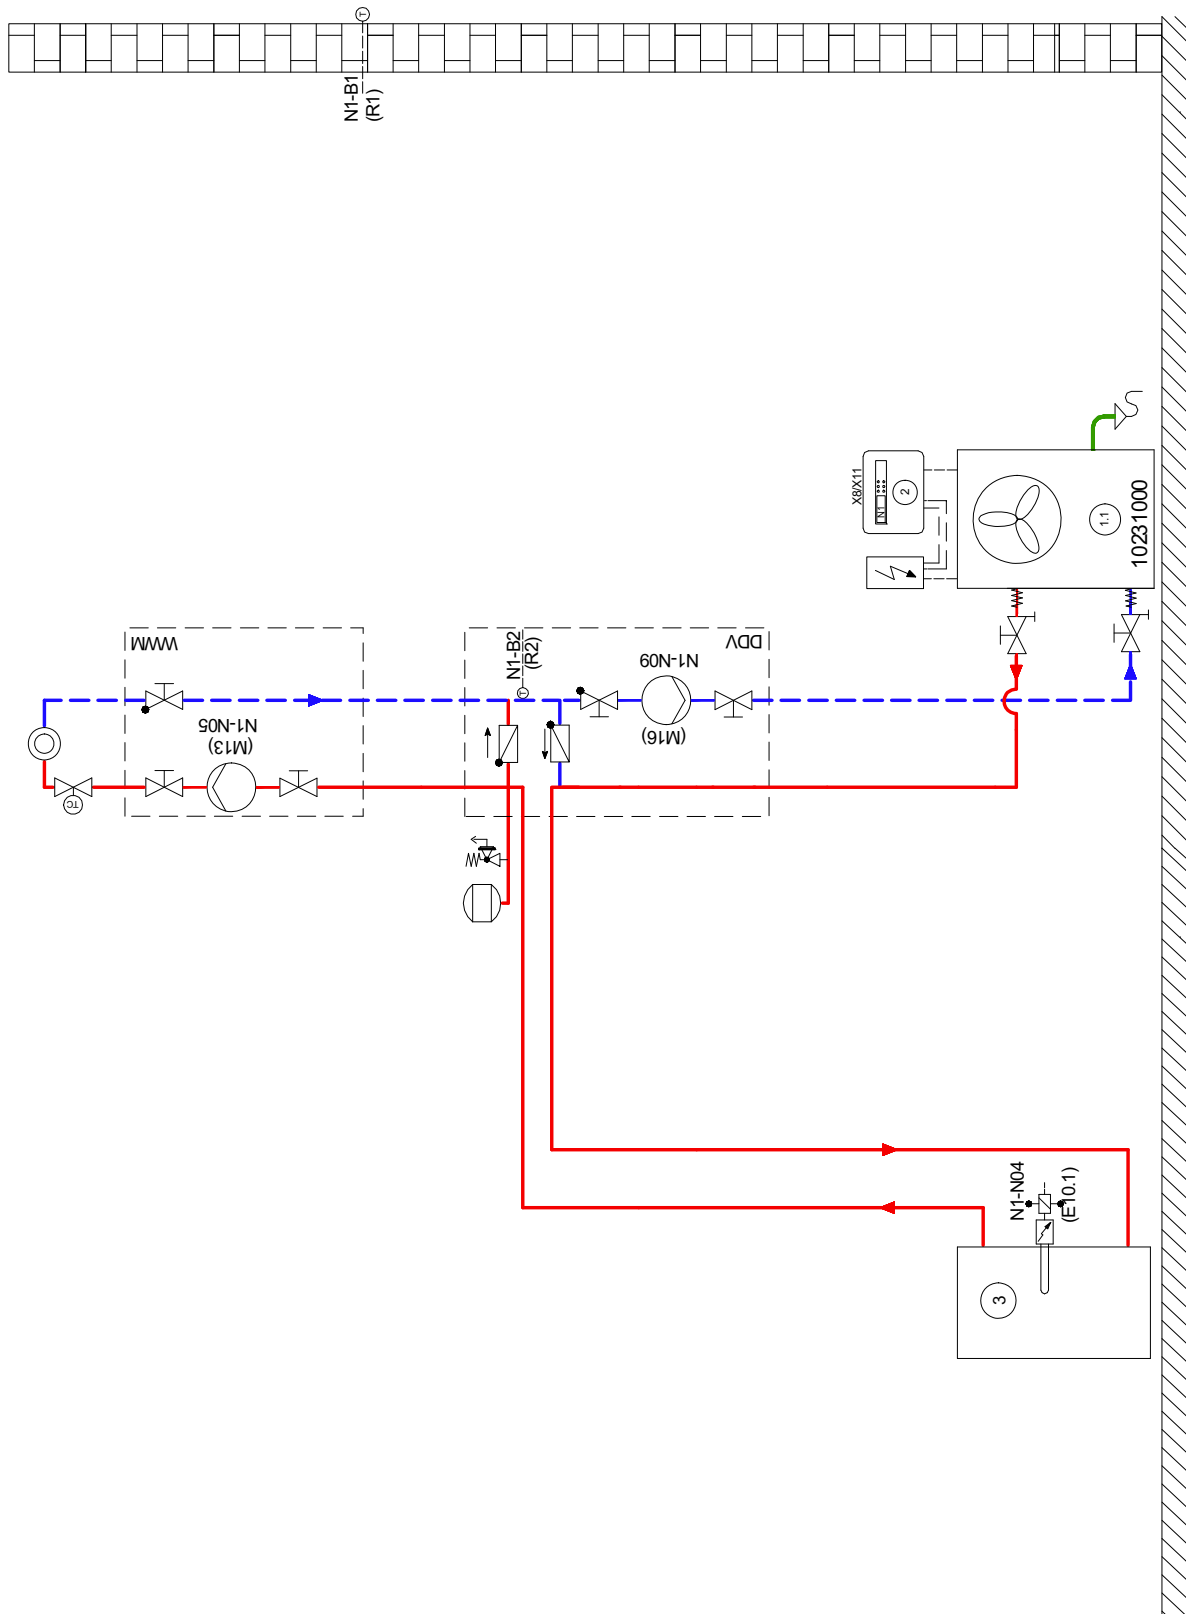 T
N1-B1
(R1)
WWM
N1-N05
(M13)
TC
N1-B2
(R2)
T
DDV
N1-N09
(M16)
X8/X11
N1
2
1.1
10231000
N1-N04
(E10.1)
3